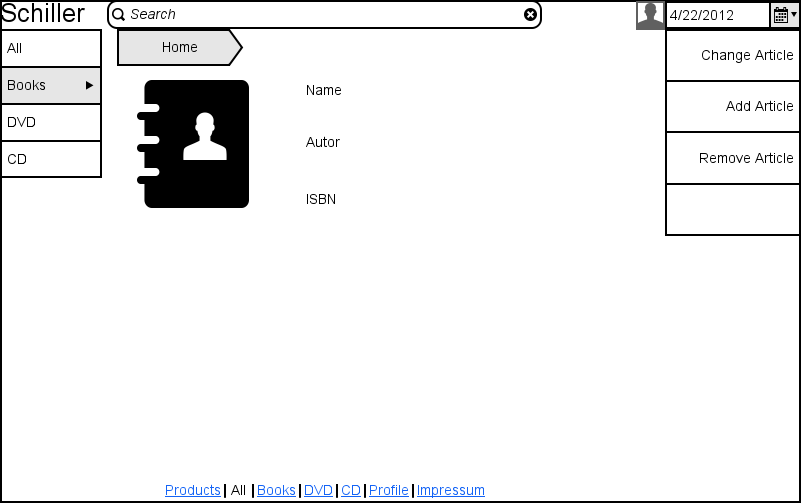 Schiller
Search
4/22/2012
All
Books
DVD
CD
Home
Name
Autor
ISBN
Change Article
Add Article
Remove Article
Products | All | Books | DVD | CD | Profile | Impressum